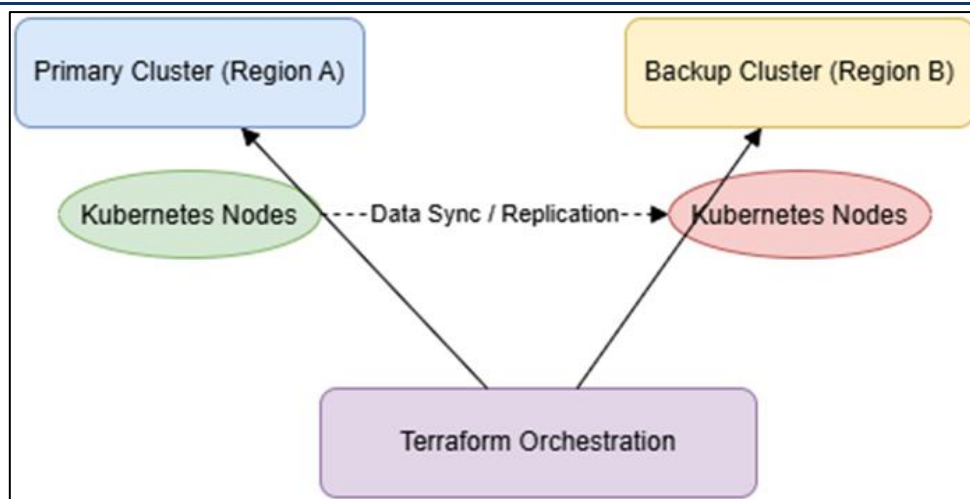 Primary Cluster (Region A)
Backup Cluster (Region B)
Kubernetes Nodes
Data Sync / Replication
Kubernetes Nodes
Terraform Orchestration